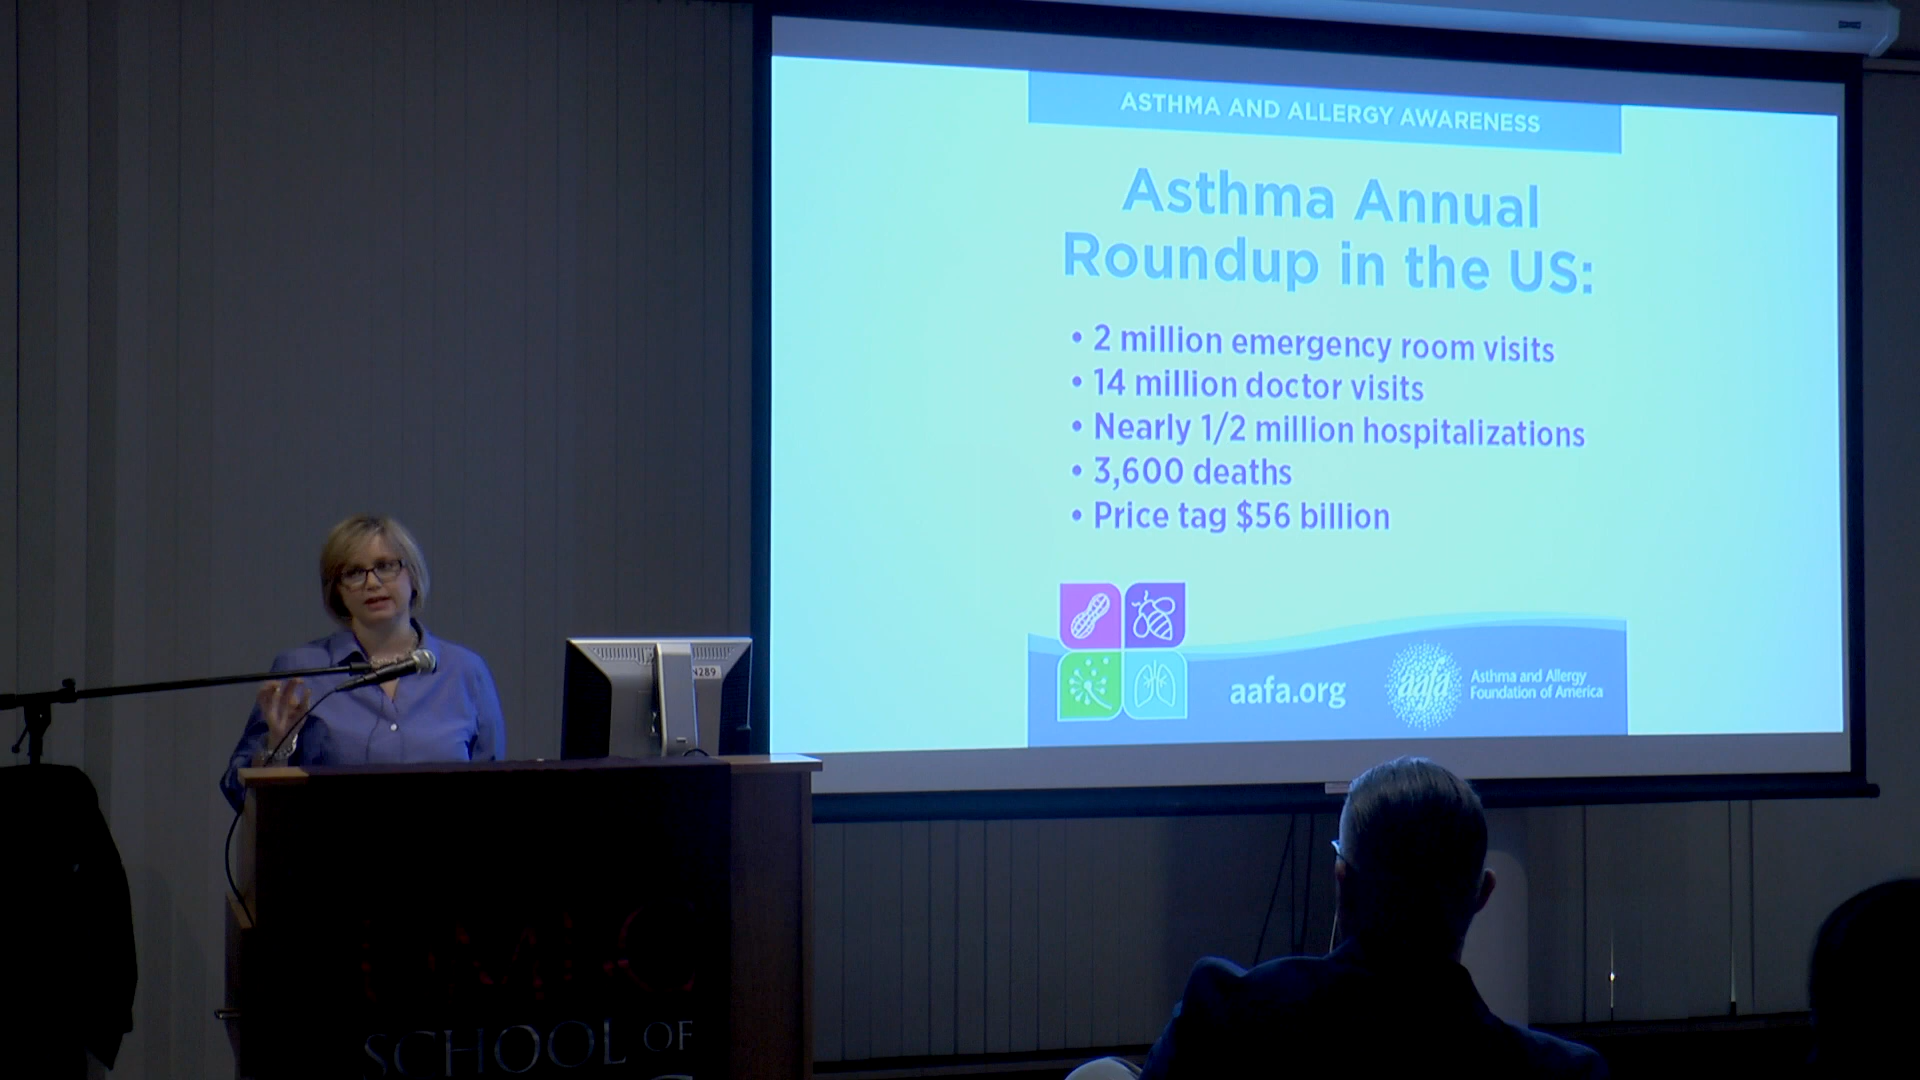 ASTHMA AND ALLERGY AWARENESS
Asthma Annual
Roundup in the US:
• 2 million emergency room visits
• 14 million doctor visits
• Nearly 1/2 million hospitalizations
• 3,600 deaths
• Price tag $56 billion
aafa.org
aafa
Asthma and Allergy
Foundation of America
SCHOOL OF